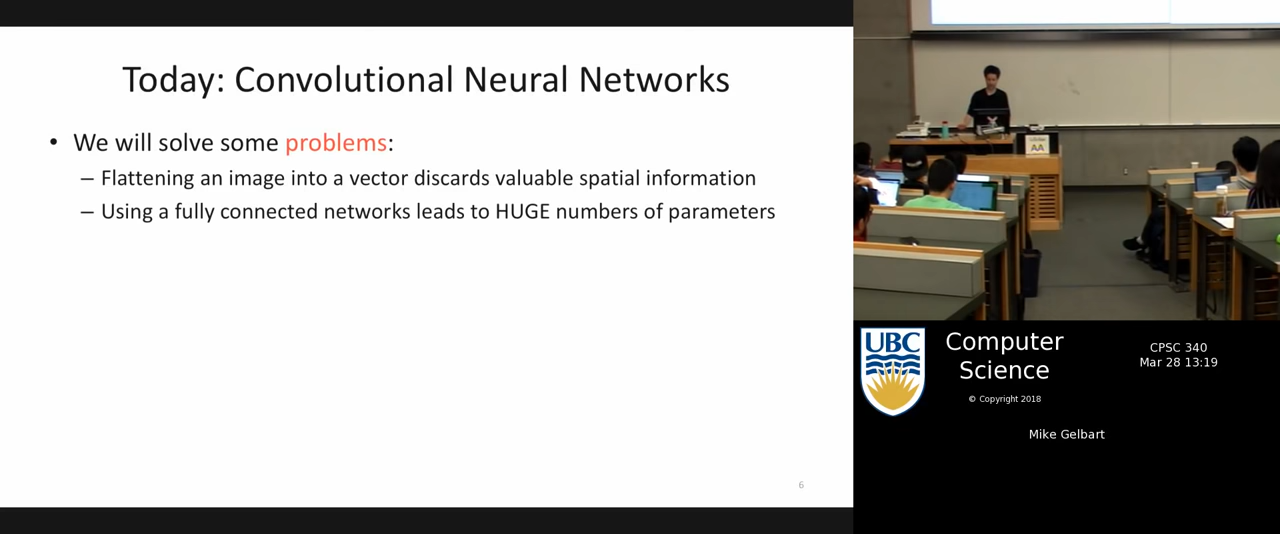 Today: Convolutional Neural Networks
• We will solve some problems:
– Flattening an image into a vector discards valuable spatial information
– Using a fully connected networks leads to HUGE numbers of parameters
6
AA
UBC
Computer
Science
© Copyright 2018
CPSC 340
Mar 28 13:19
Mike Gelbart